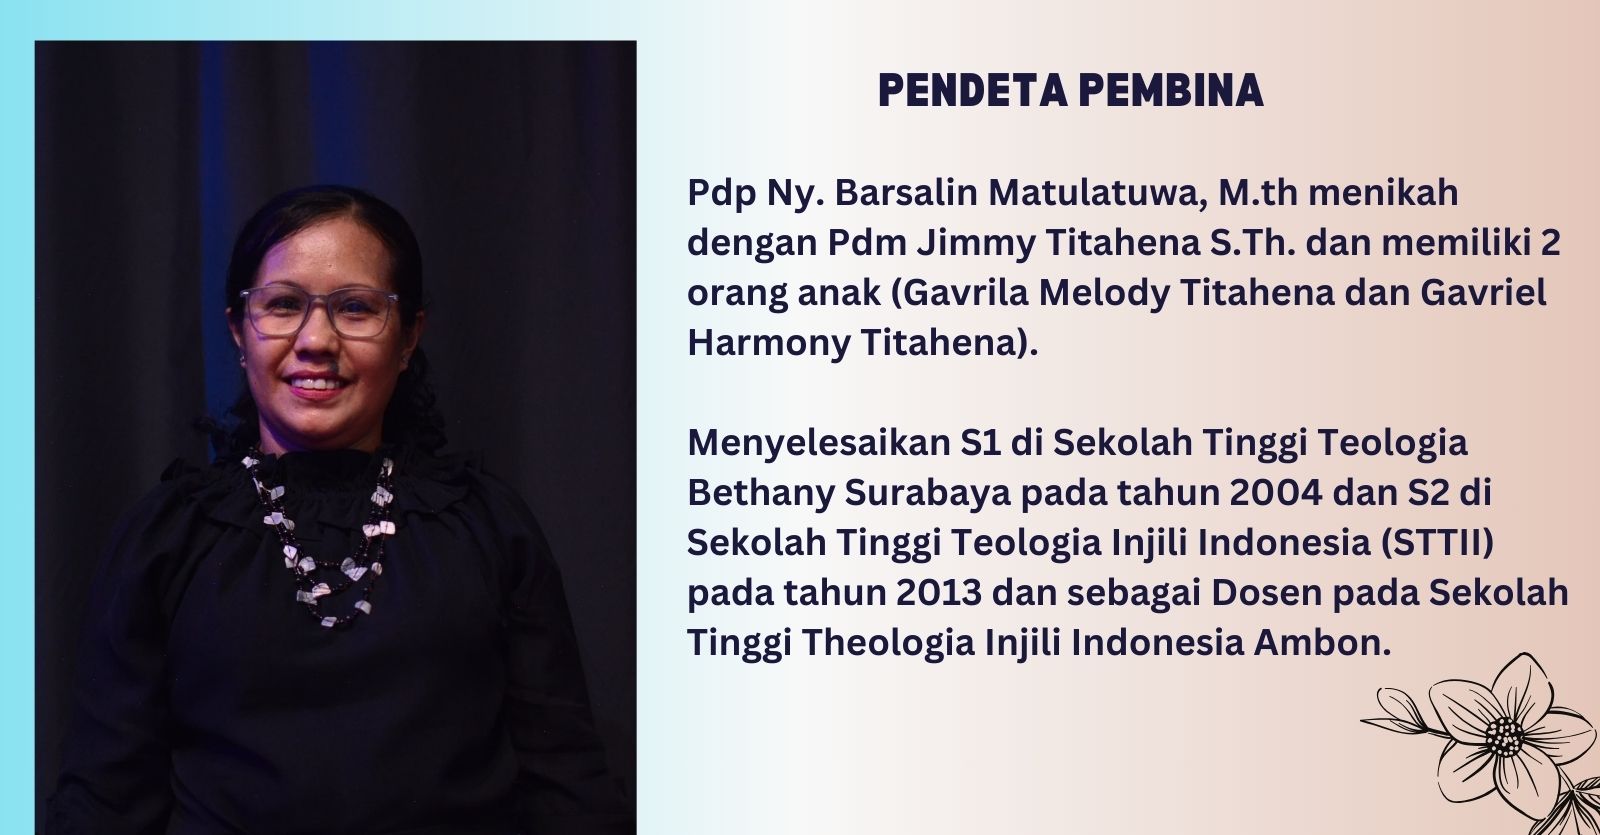 PENDETA PEMBINA
Pdp Ny. Barsalin Matulatuwa, M.th menikah
dengan Pdm Jimmy Titahena S.Th. dan memiliki 2
orang anak (Gavrila Melody Titahena dan Gavriel
Harmony Titahena).
Menyelesaikan S1 di Sekolah Tinggi Teologia
Bethany Surabaya pada tahun 2004 dan S2 di
Sekolah Tinggi Teologia Injili Indonesia (STTII)
pada tahun 2013 dan sebagai Dosen pada Sekolah
Tinggi Theologia Injili Indonesia Ambon.